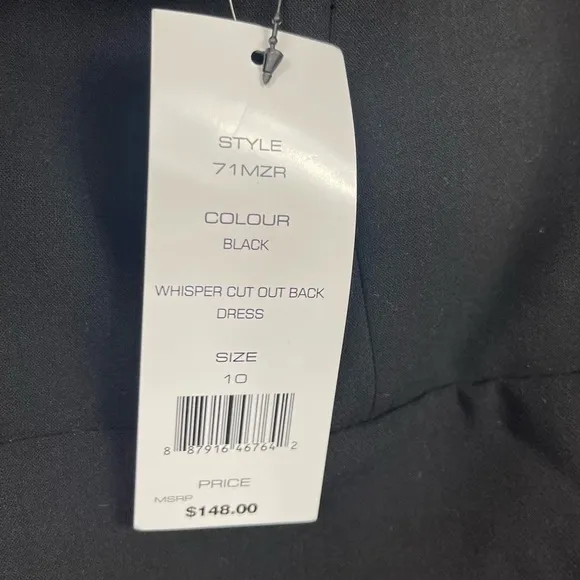 STYLE
71MZR
COLOUR
BLACK
WHISPER CUT OUT BACK
DRESS
SIZE
10
8 87916 46764 2
PRICE
MSRP
$148.00